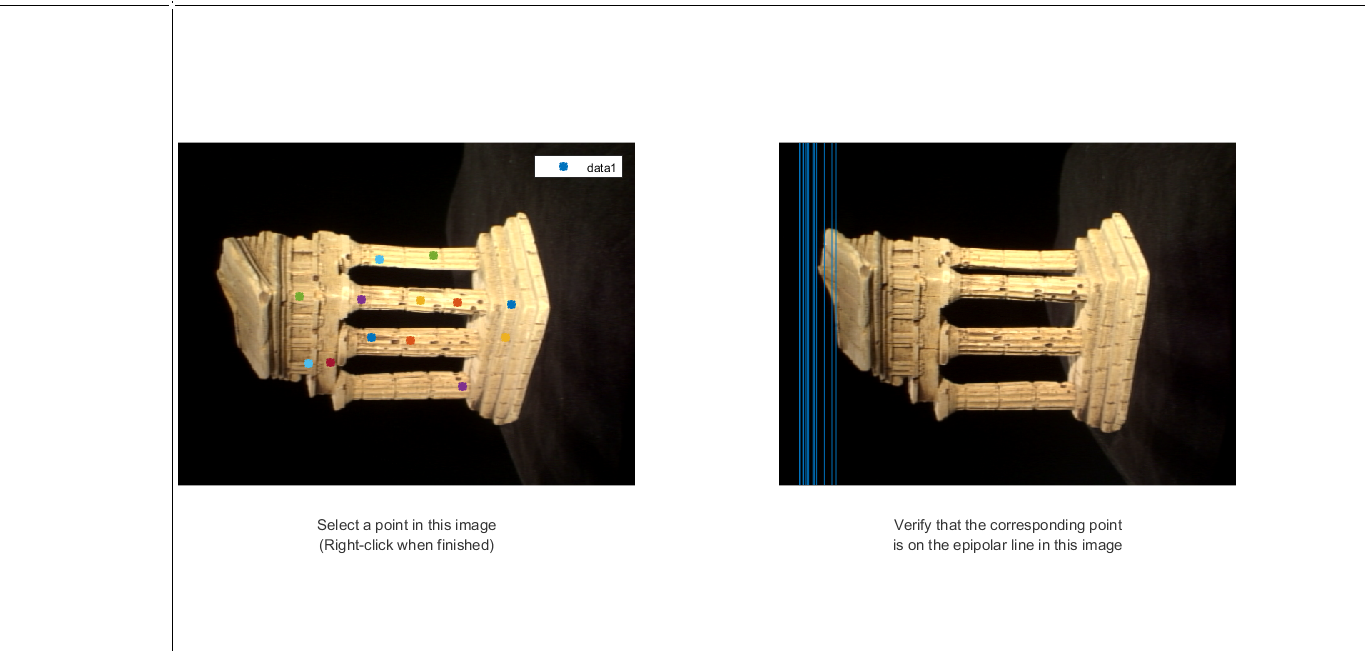 data1
Select a point in this image
(Right-click when finished)
Verify that the corresponding point
is on the epipolar line in this image